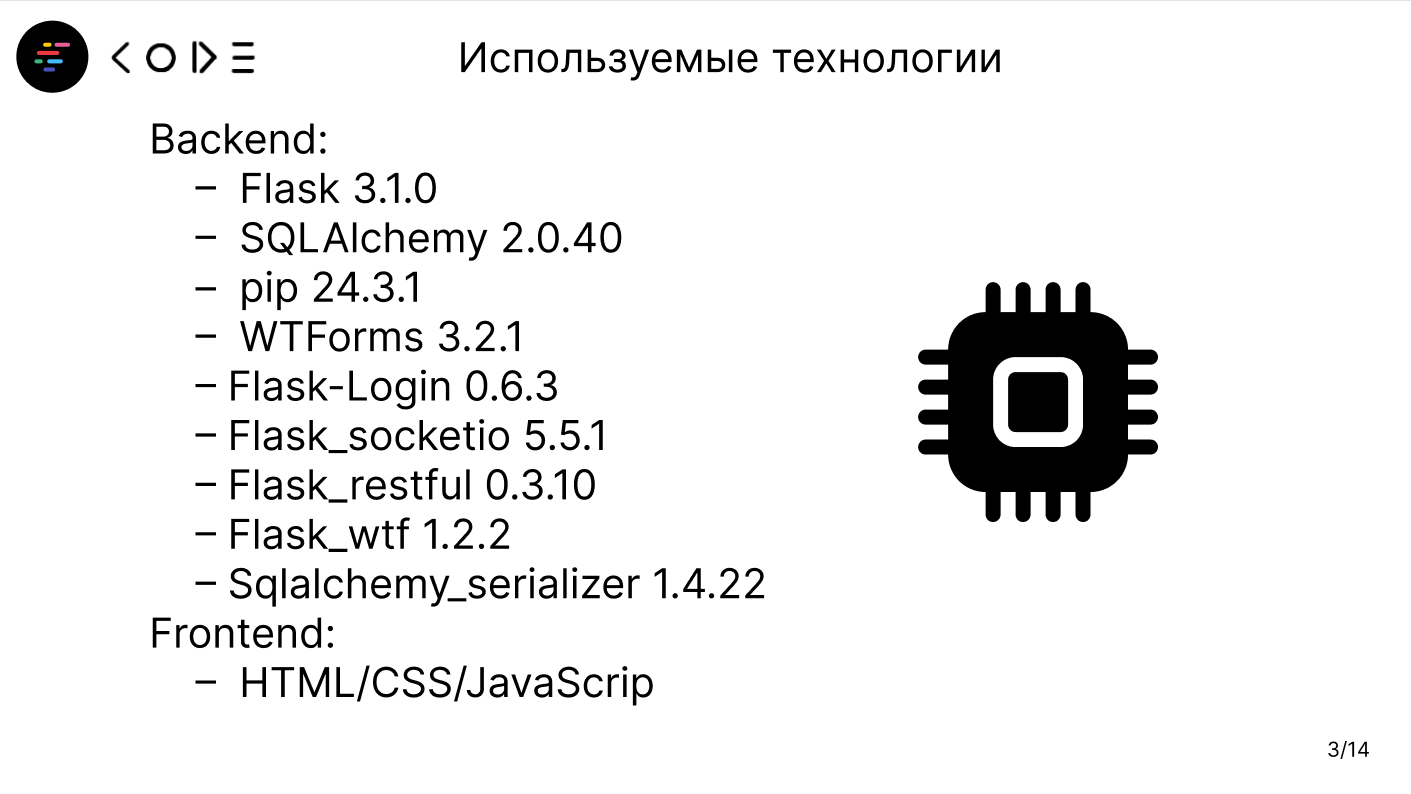 <ODE Используемые технологии
Backend:
– Flask 3.1.0
– SQLAlchemy 2.0.40
– pip 24.3.1
– WTForms 3.2.1
– Flask-Login 0.6.3
– Flask_socketio 5.5.1
– Flask_restful 0.3.10
– Flask_wtf 1.2.2
– Sqlalchemy_serializer 1.4.22
Frontend:
– HTML/CSS/JavaScrip
3/14